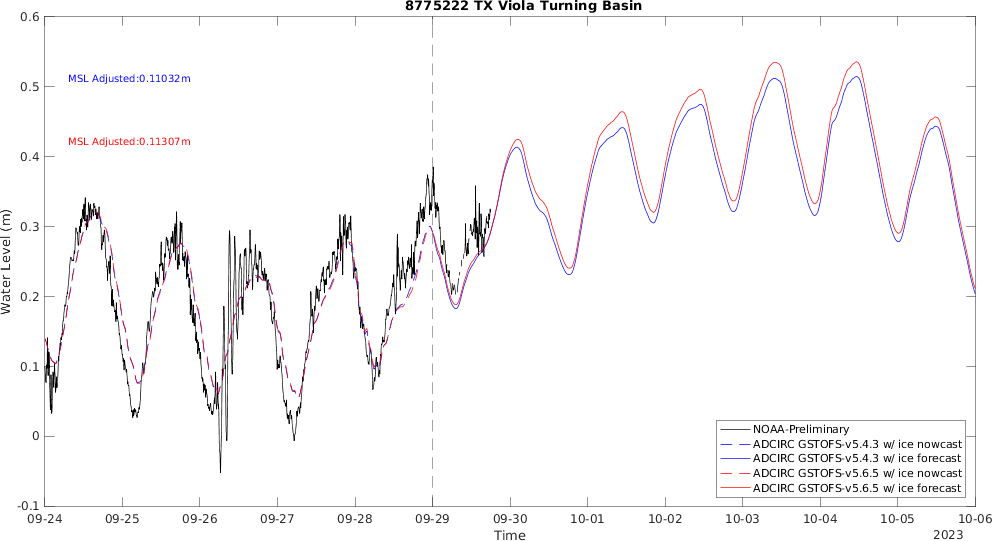 8775222 TX Viola Turning Basin
0.6
0.5
0.4
0.3
0.2
0.1
0
-0.1
Water Level (m)
MSL Adjusted:0.11032m
MSL Adjusted:0.11307m
NOAA-Preliminary
ADCIRC GSTOFS-v5.4.3 w/ ice nowcast
ADCIRC GSTOFS-v5.4.3 w/ ice forecast
ADCIRC GSTOFS-v5.6.5 w/ ice nowcast
ADCIRC GSTOFS-v5.6.5 w/ ice forecast
09-24 09-25 09-26 09-27 09-28 09-29 09-30 10-01 10-02 10-03 10-04 10-05 10-06
Time
2023